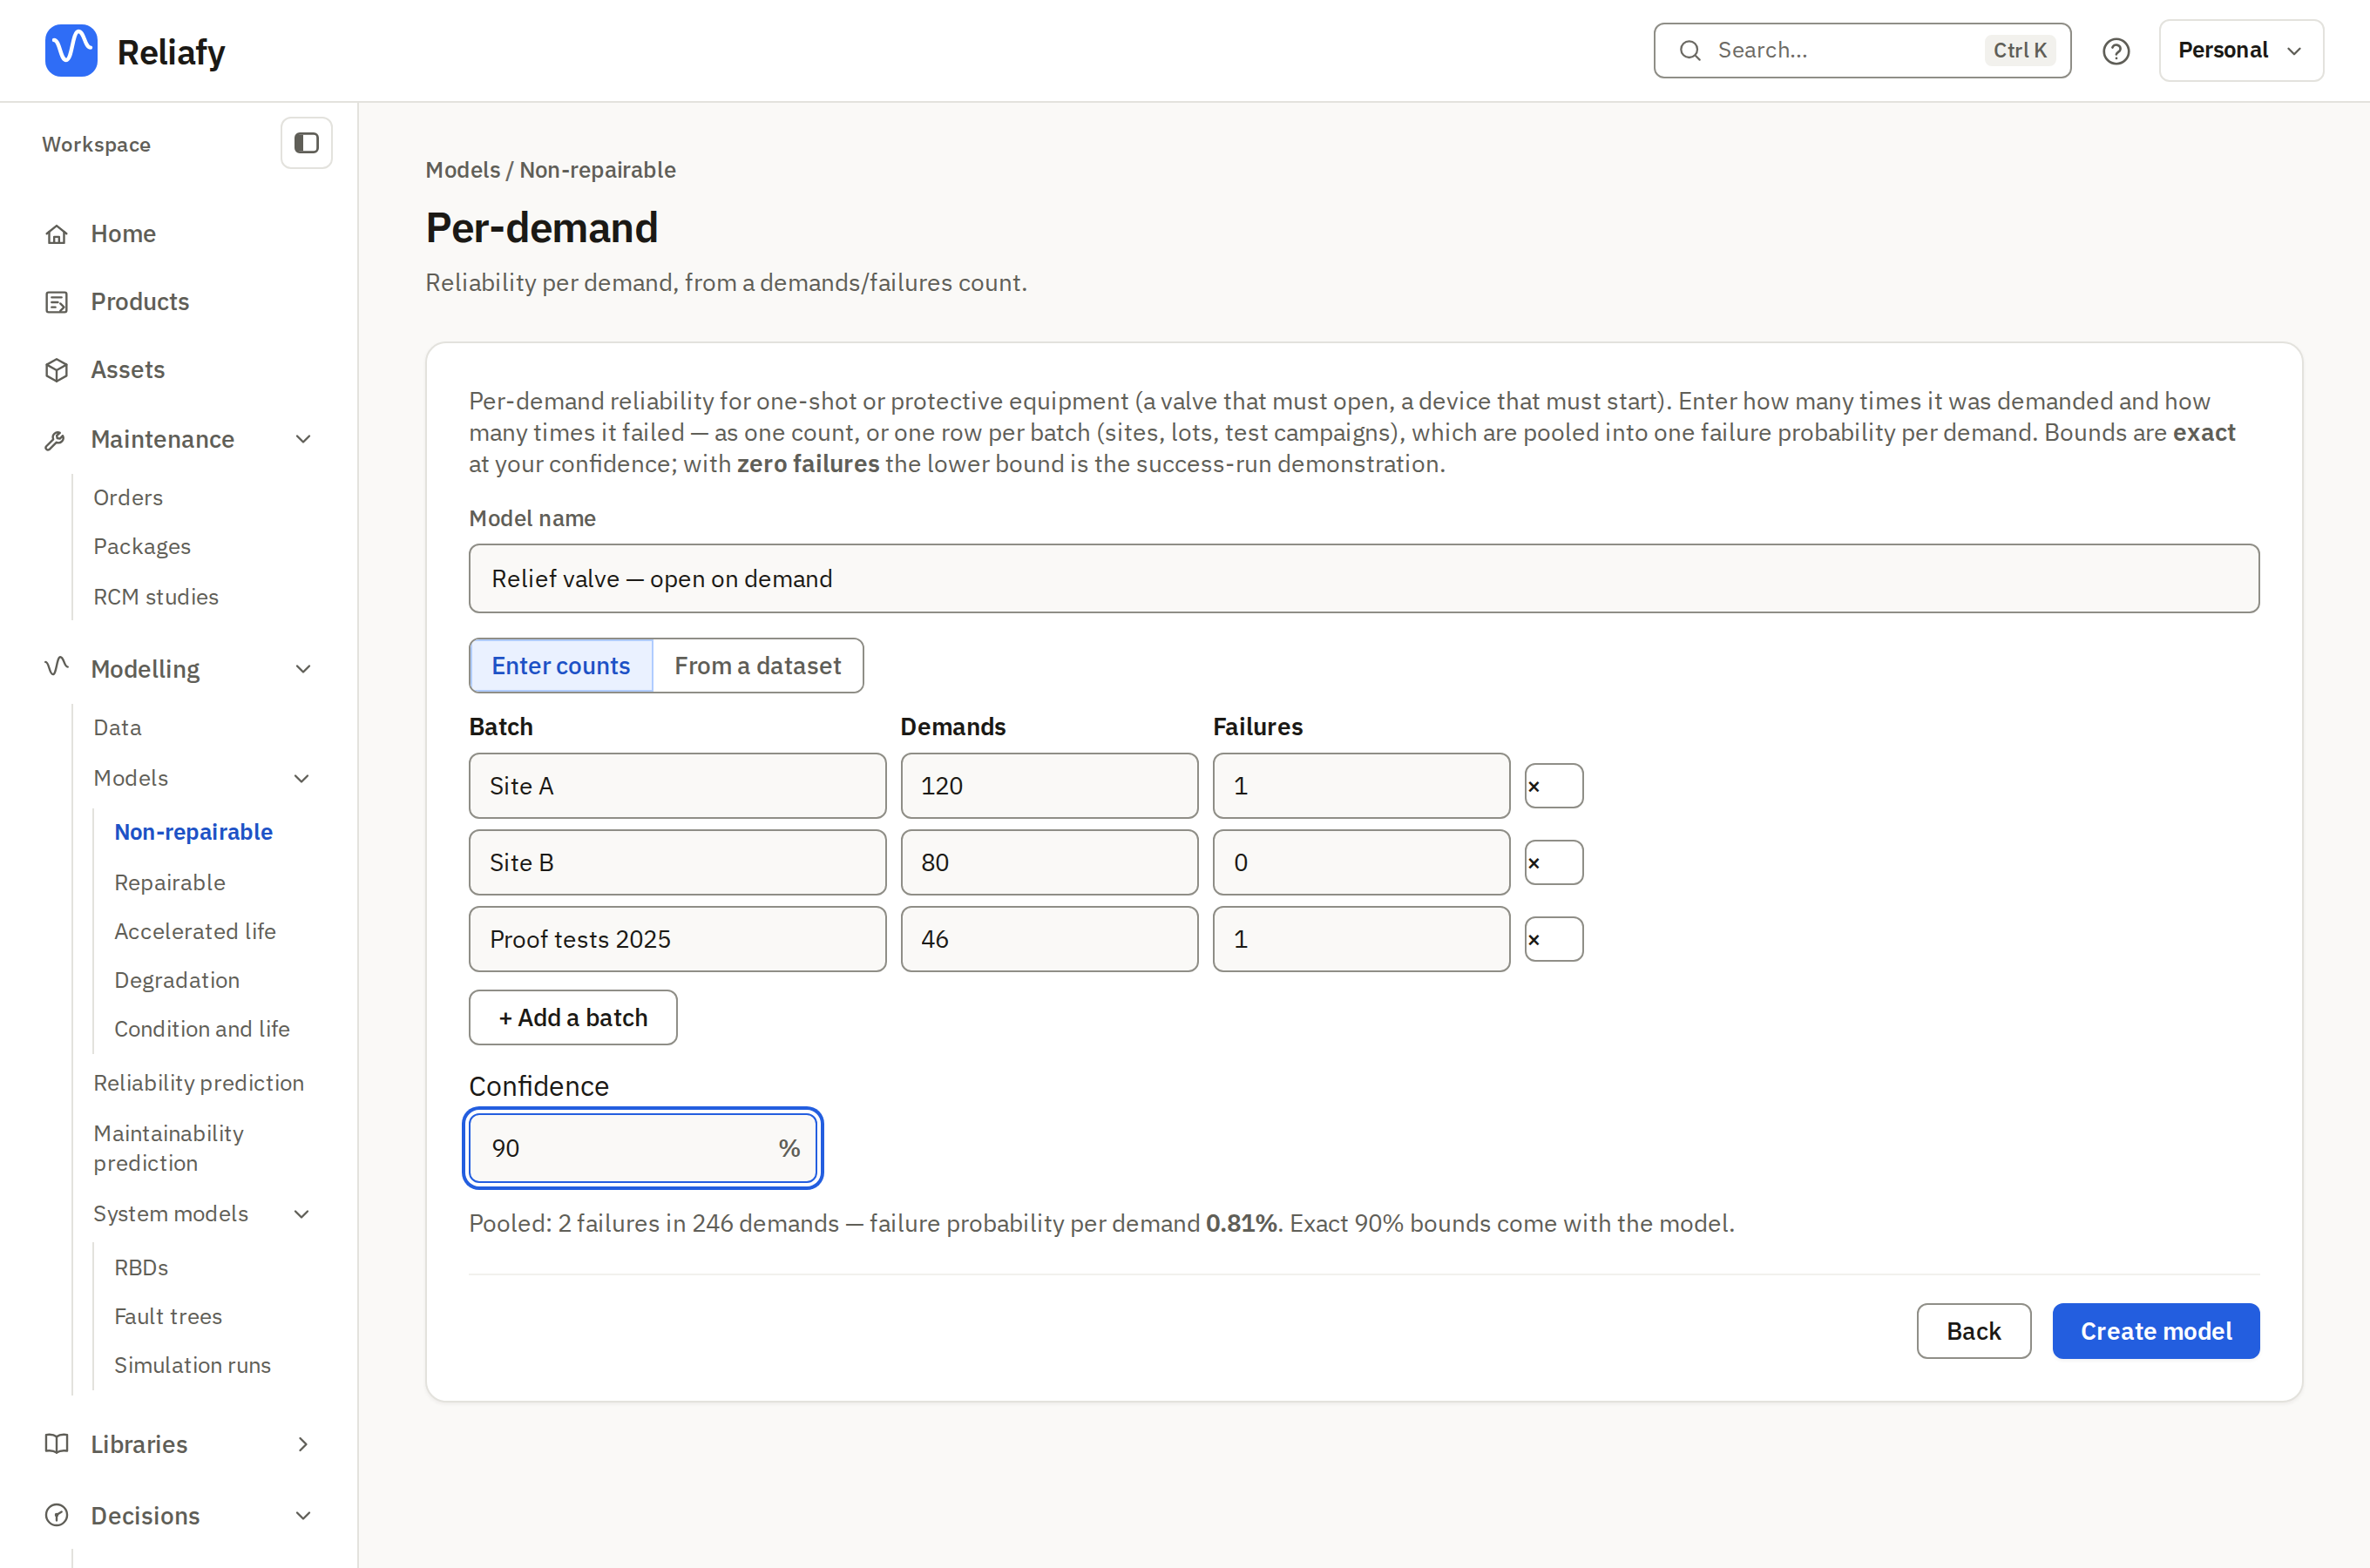 Reliafy
Search...
Ctrl K
Personal
Workspace
Home
Products
Assets
Maintenance
Orders
Packages
RCM studies
Modelling
Data
Models
Non-repairable
Repairable
Accelerated life
Degradation
Condition and life
Reliability prediction
Maintainability
prediction
System models
RBDs
Fault trees
Simulation runs
Libraries
Decisions
Models / Non-repairable
Per-demand
Reliability per demand, from a demands/failures count.
Per-demand reliability for one-shot or protective equipment (a valve that must open, a device that must start). Enter how many times it was demanded and how
many times it failed — as one count, or one row per batch (sites, lots, test campaigns), which are pooled into one failure probability per demand. Bounds are exact
at your confidence; with zero failures the lower bound is the success-run demonstration.
Model name
Relief valve — open on demand
Enter counts From a dataset
Batch Demands Failures
Site A 120 1 ×
Site B 80 0 ×
Proof tests 2025 46 1 ×
+ Add a batch
Confidence
90 %
Pooled: 2 failures in 246 demands — failure probability per demand 0.81%. Exact 90% bounds come with the model.
Back Create model